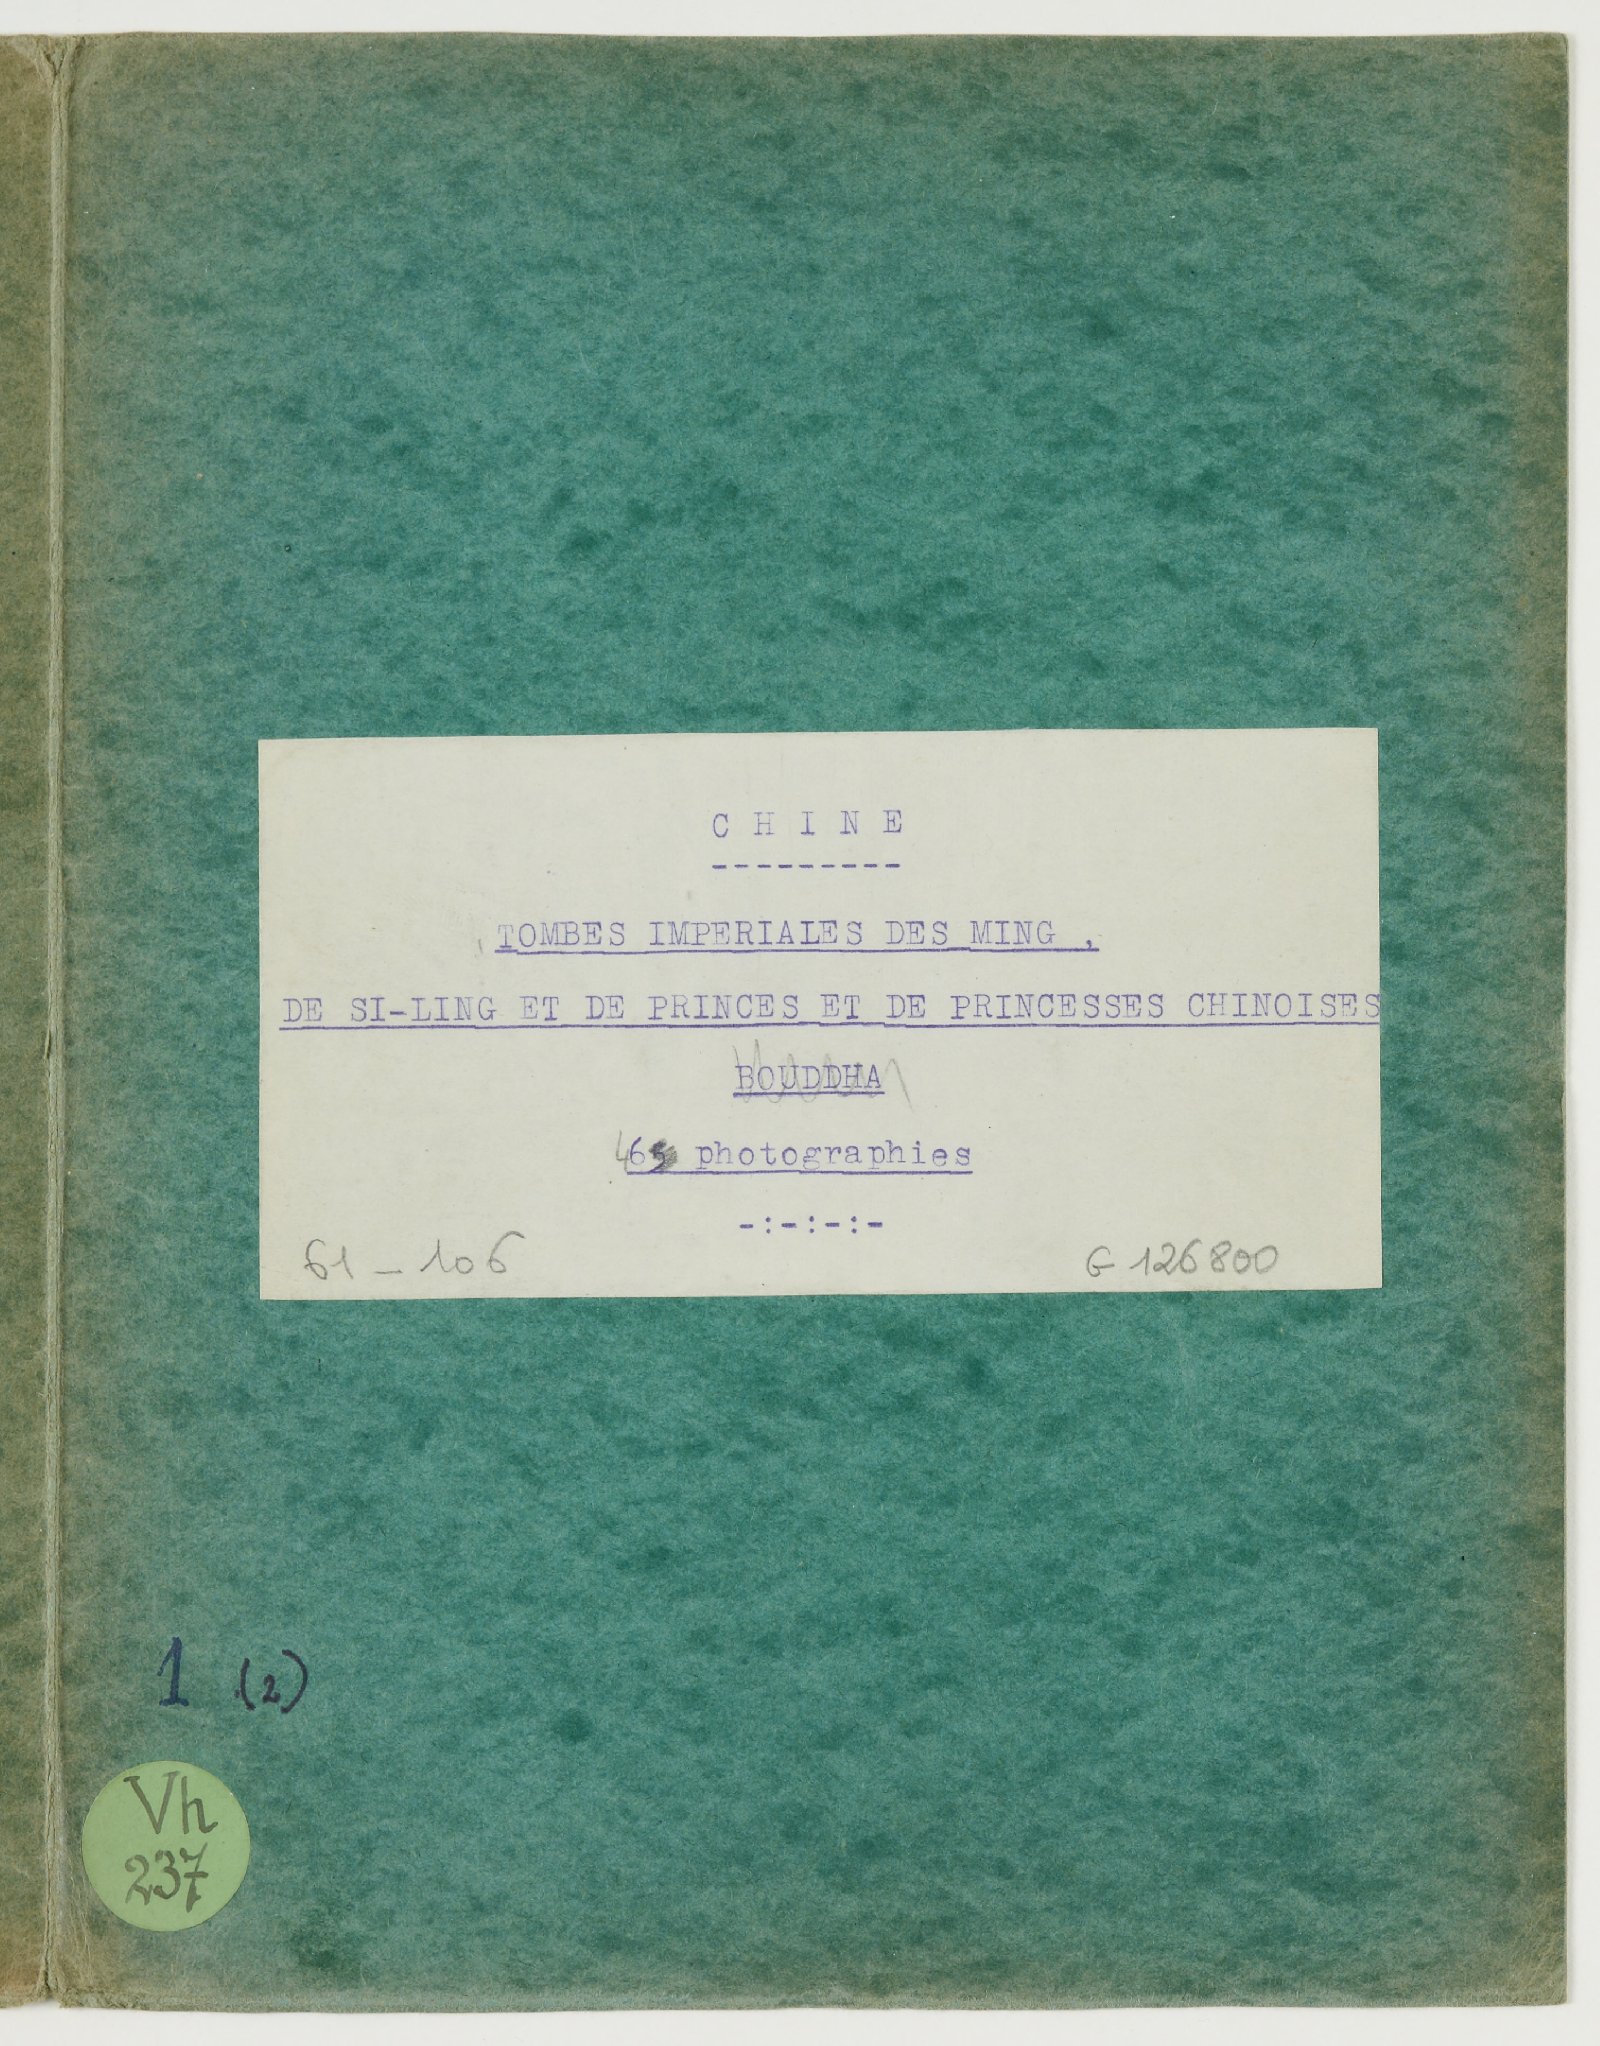 C H I N E
---------
TOMBES IMPERIALES DES MING ,
DE SI-LING ET DE PRINCES ET DE PRINCESSES CHINOISES
BOUDDHA
46 photographies
-:-:-:-
61 - 106
G 126800
1 (2)
Vh
237